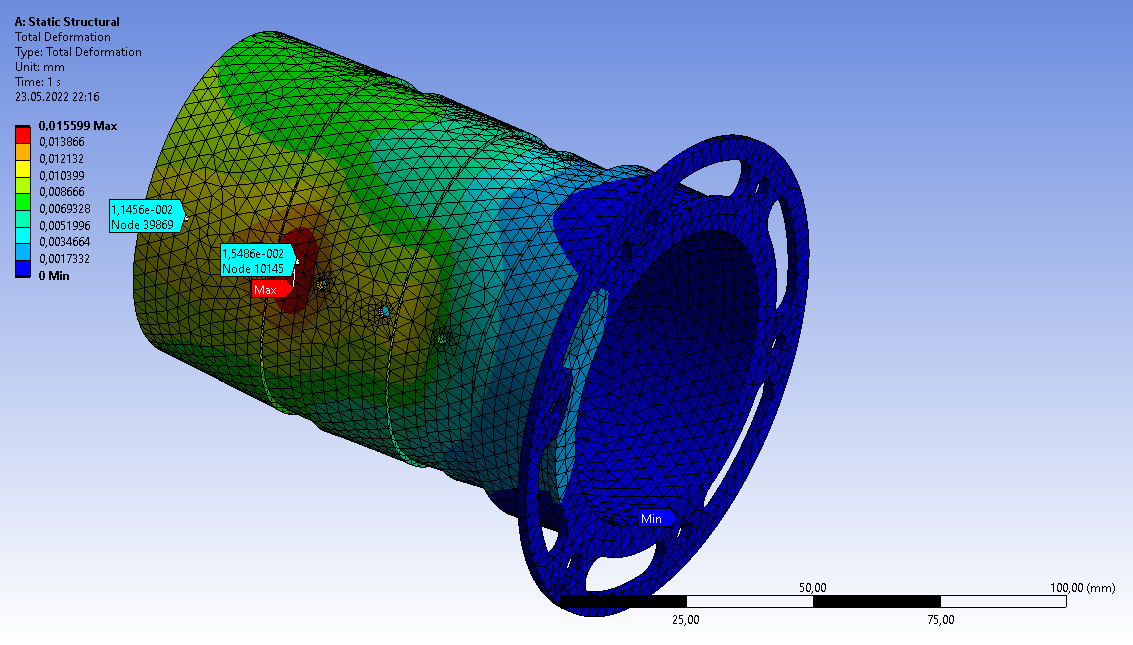 A: Static Structural
Total Deformation
Type: Total Deformation
Unit: mm
Time: 1 s
23.05.2022 22:16
0,015599 Max
0,013866
0,012132
0,010399
0,008666
0,0069328
0,0051996
0,0034664
0,0017332
0 Min
1,1456e-002
Node 39869
1,5486e-002
Node 10145
Max
Min
50,00
100,00 (mm)
25,00
75,00